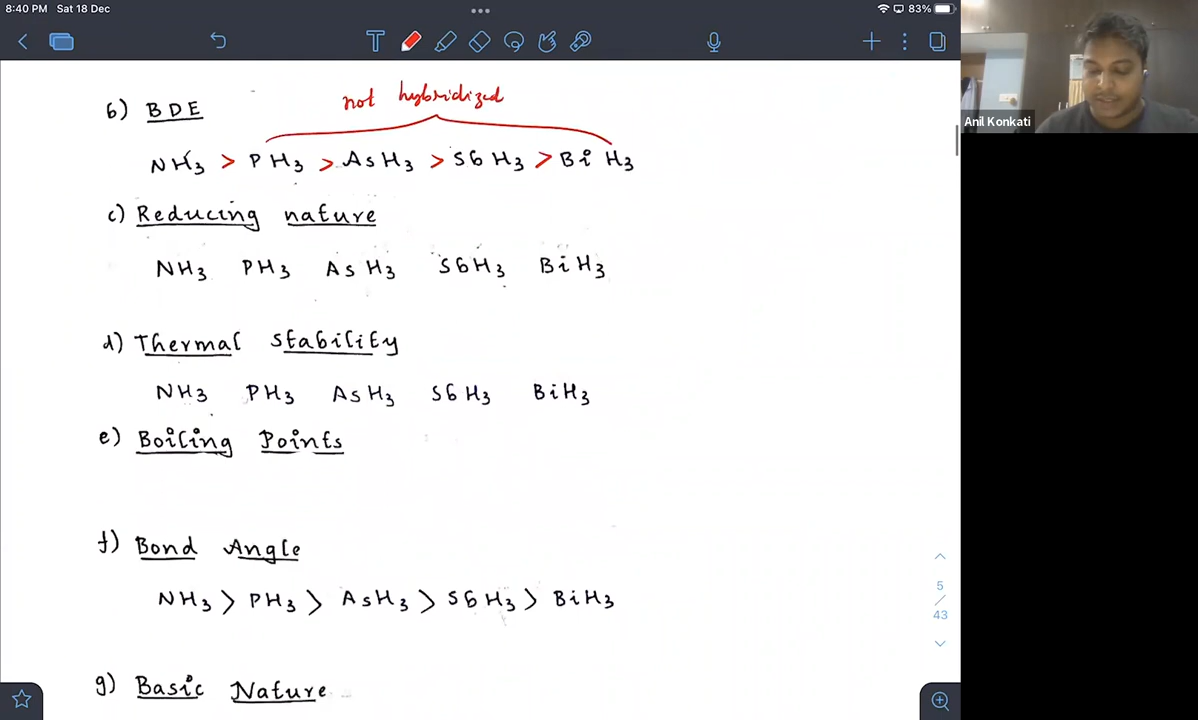 8:40 PM Sat 18 Dec
83%
not hybridized
b) BDE
NH3 > PH3 > AsH3 > SbH3 > BiH3
c) Reducing nature
NH3 PH3 AsH3 SbH3 BiH3
d) Thermal stability
NH3 PH3 AsH3 SbH3 BiH3
e) Boiling Points
f) Bond Angle
NH3 > PH3 > AsH3 > SbH3 > BiH3
g) Basic Nature
5
/
43
Anil Konkati